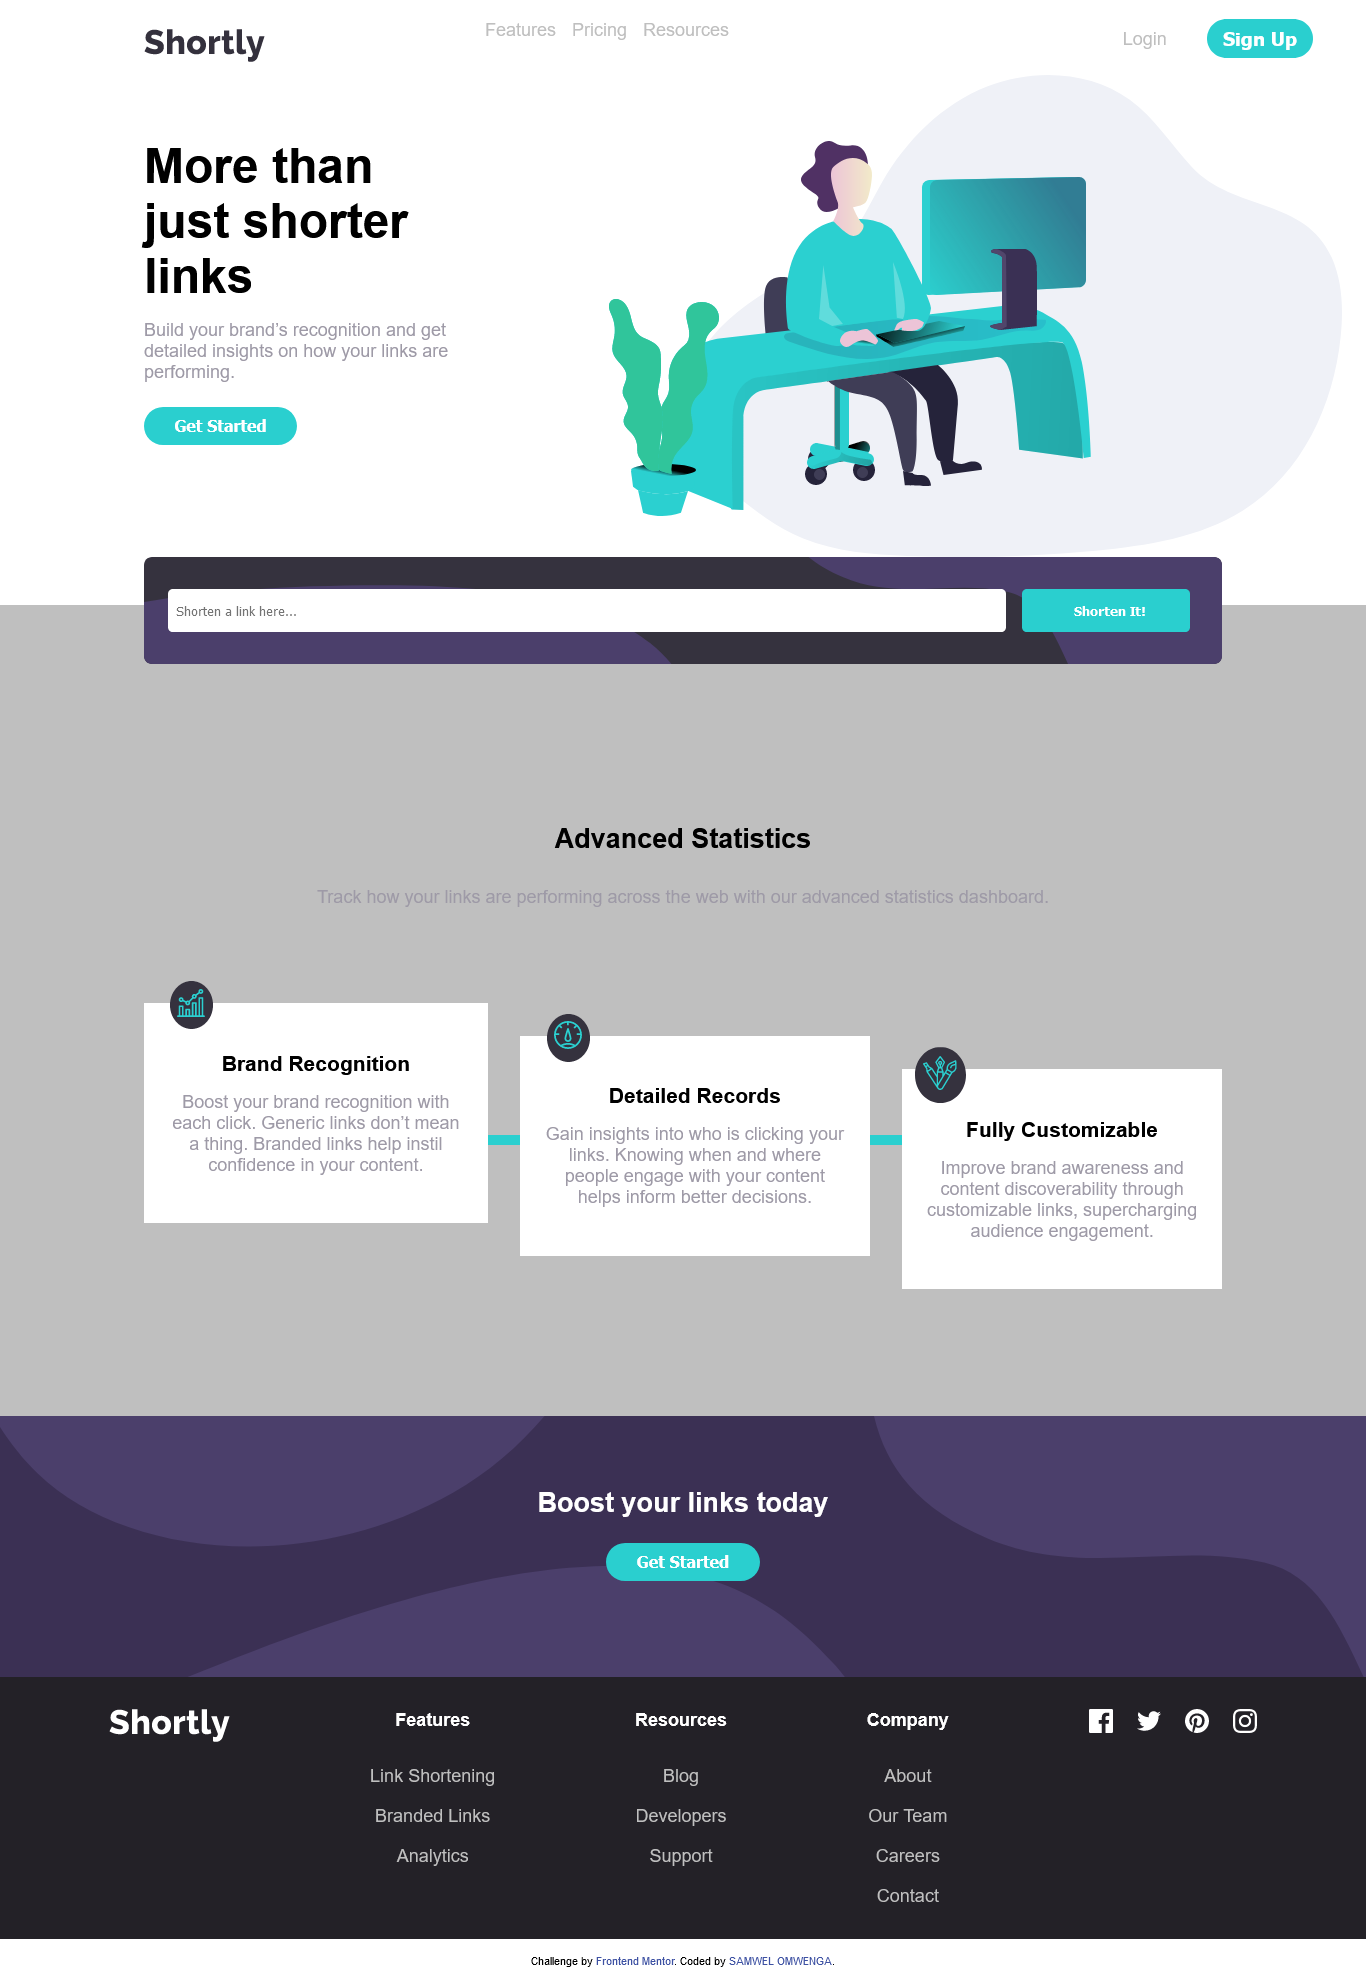 Shortly
Features Pricing Resources
Login
Sign Up
More than
just shorter
links
Build your brand’s recognition and get
detailed insights on how your links are
performing.
Get Started
Shorten a link here...
Shorten It!
Advanced Statistics
Track how your links are performing across the web with our advanced statistics dashboard.
Brand Recognition
Boost your brand recognition with
each click. Generic links don’t mean
a thing. Branded links help instil
confidence in your content.
Detailed Records
Gain insights into who is clicking your
links. Knowing when and where
people engage with your content
helps inform better decisions.
Fully Customizable
Improve brand awareness and
content discoverability through
customizable links, supercharging
audience engagement.
Boost your links today
Get Started
Shortly
Features
Link Shortening
Branded Links
Analytics
Resources
Blog
Developers
Support
Company
About
Our Team
Careers
Contact
Challenge by Frontend Mentor. Coded by SAMWEL OMWENGA.